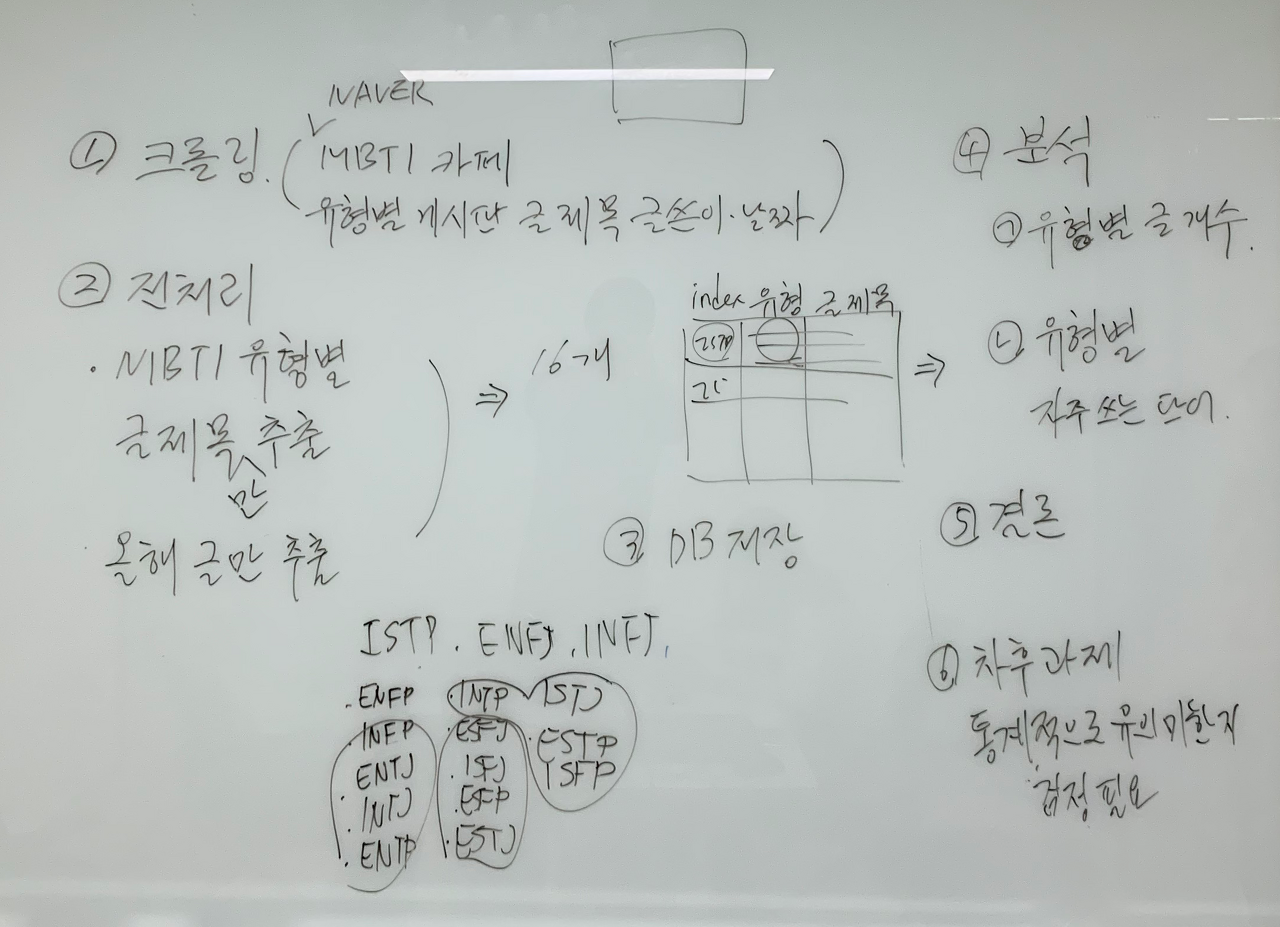 NAVER
① 크롤링. ( MBTI 카페
유형별 게시판 글 제목 글쓴이·날짜 )
② 전처리
· MBTI 유형별
글제목 추출
만
올해 글만 추출
⇒ 16개
index 유형 글 제목
⇒
③ DB 저장
ISTP . ENFJ . INFJ.
.ENFP .INTP ISTJ
.INFP .ESFJ .ESTP
ENTJ .ISFJ ISFP
.INTJ .ESFP
.ENTP .ESTJ
④ 분석
㉠ 유형별 글 개수.
㉡ 유형별
자주 쓰는 단어.
⑤ 결론
⑥ 차후과제
통계적으로 유의미한지
검정 필요